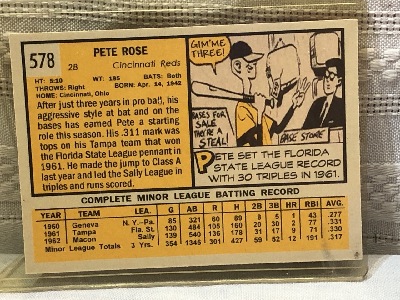 578
PETE ROSE
2B
Cincinnati Reds
HT: 5:10 WT: 185 BATS: Both
THROWS: Right BORN: Apr. 14, 1942
HOME: Cincinnati, Ohio
After just three years in pro ball, his
aggressive style at bat and on the
bases has earned Pete a starting
role this season. His .311 mark was
tops on his Tampa team that won
the Florida State League pennant in
1961. He made the jump to Class A
last year and led the Sally League in
triples and runs scored.
GIMME
THREE!
BASES FOR
SALE
THEY'RE A
STEAL!
BASE STORE
PETE SET THE FLORIDA
STATE LEAGUE RECORD
WITH 30 TRIPLES IN 1961.
COMPLETE MINOR LEAGUE BATTING RECORD
YEAR TEAM LEA. G AB R H 2B 3B HR RBI AVG.
1960 Geneva N.Y.-Pa. 85 321 60 89 8 5 1 43 .277
1961 Tampa Fla. St. 130 484 105 160 20 30 2 77 .331
1962 Macon Sally 139 540 136 178 31 17 9 71 .330
Minor League Totals 3 Yrs. 354 1345 301 427 59 52 12 191 .317